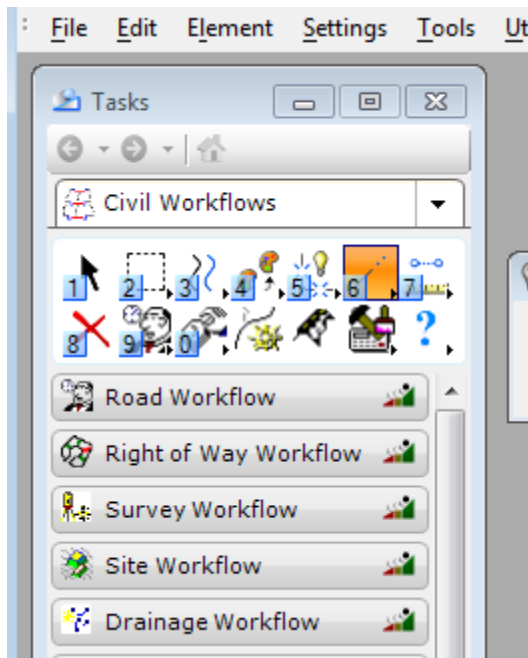 File Edit Element Settings Tools Ut
Tasks
Civil Workflows
1 2 3 4 5 6 7
8 9 0 ?
Road Workflow
Right of Way Workflow
Survey Workflow
Site Workflow
Drainage Workflow